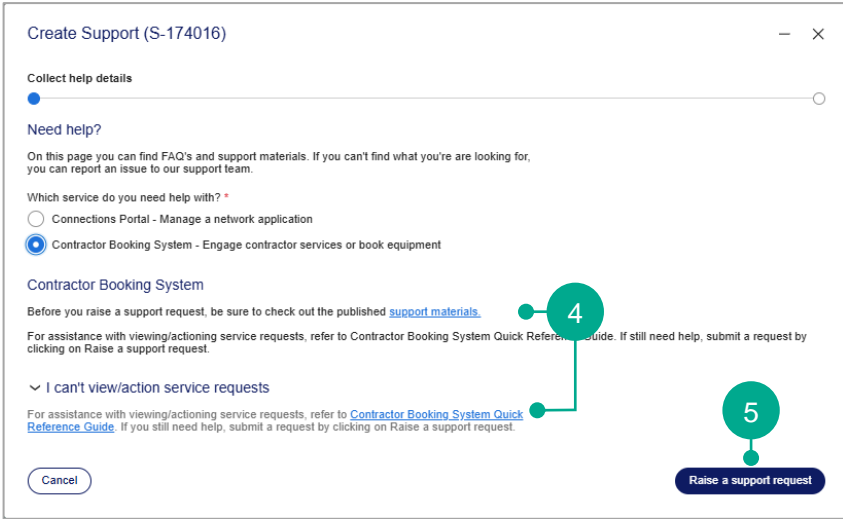 Create Support (S-174016)
Collect help details
Need help?
On this page you can find FAQ's and support materials. If you can't find what you're are looking for,
you can report an issue to our support team.
Which service do you need help with? *
Connections Portal - Manage a network application
Contractor Booking System - Engage contractor services or book equipment
Contractor Booking System
Before you raise a support request, be sure to check out the published support materials.
4
For assistance with viewing/actioning service requests, refer to Contractor Booking System Quick Reference Guide. If still need help, submit a request by
clicking on Raise a support request.
I can't view/action service requests
For assistance with viewing/actioning service requests, refer to Contractor Booking System Quick
Reference Guide. If you still need help, submit a request by clicking on Raise a support request.
5
Cancel
Raise a support request